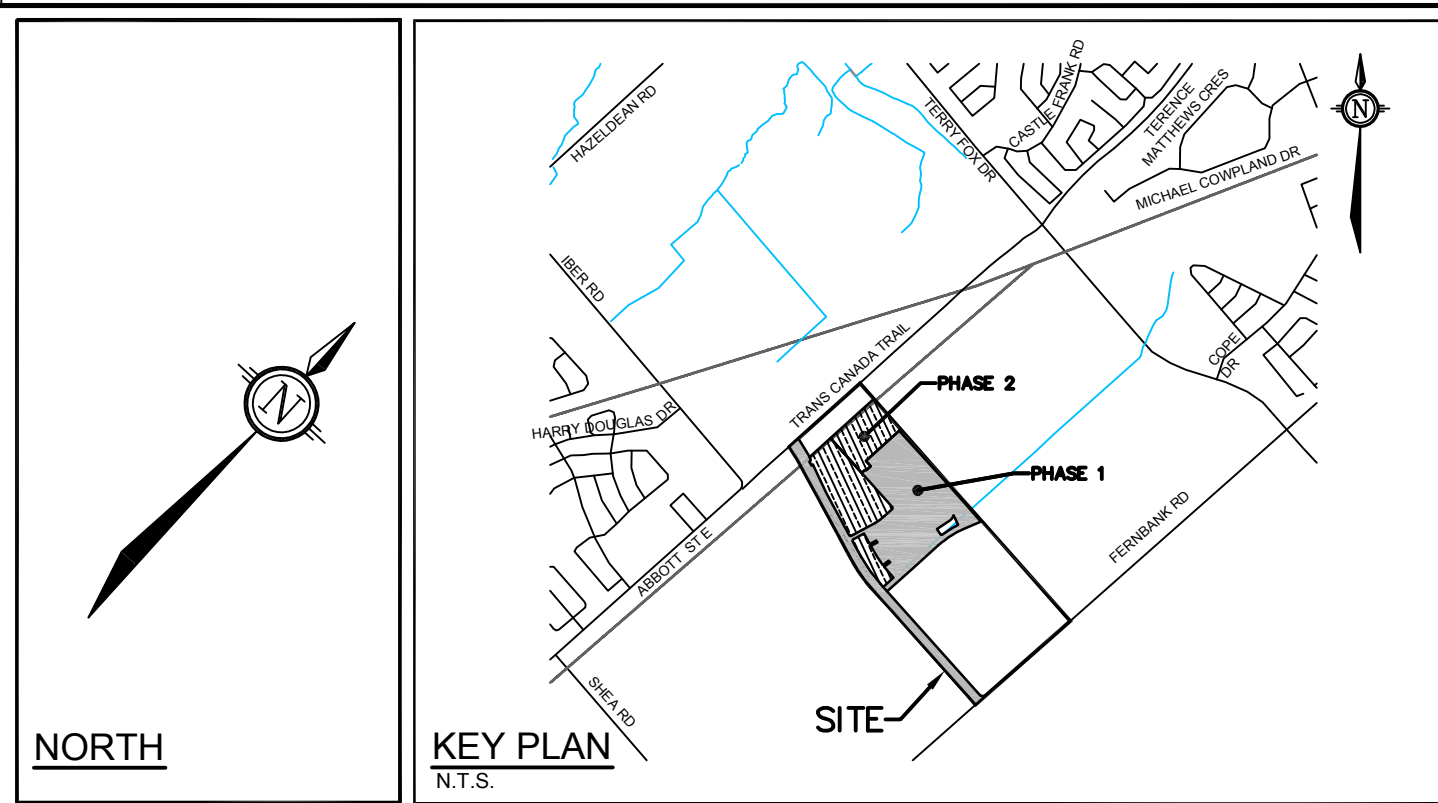 N
NORTH
HAZELDEAN RD
CASTLE FRANK RD
TERRY FOX DR
TERENCE
MATTHEWS CRES
MICHAEL COWPLAND DR
N
IBER RD
TRANS CANADA TRAIL
COPE
DR
PHASE 2
HARRY DOUGLAS DR
PHASE 1
FERNBANK RD
ABBOTT ST E
SHEA RD
SITE
KEY PLAN
N.T.S.